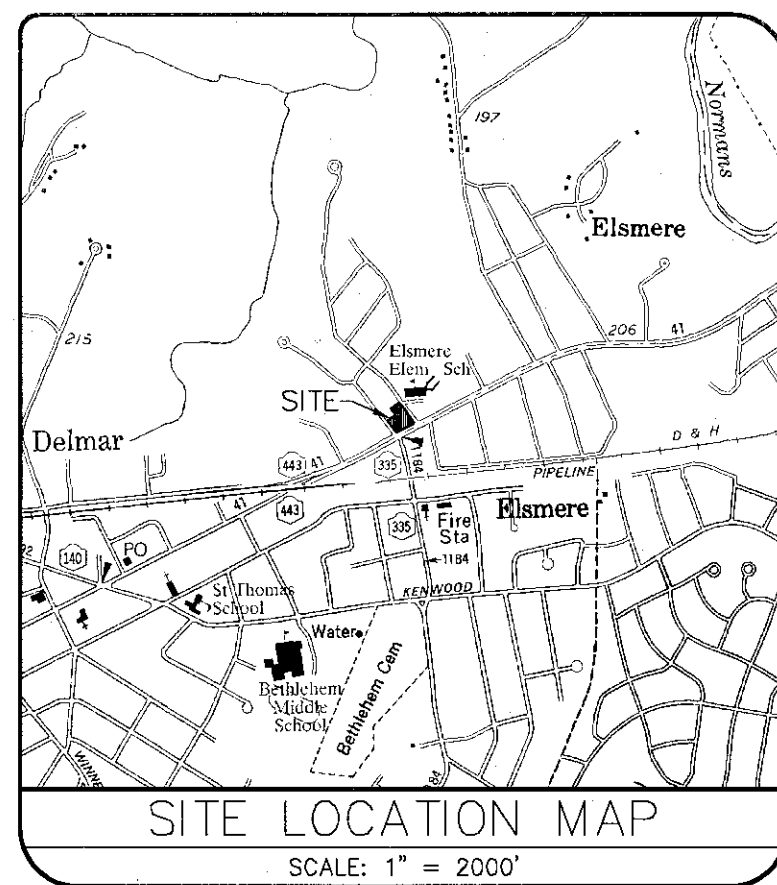 197
Normans
Elsmere
215
206
41
Elsmere
Elem Sch
SITE
Delmar
D & H
443
41
335
1184
PIPELINE
41
443
335
Elsmere
Fire
Sta
140
PO
1184
KENWOOD
St Thomas
School
Water
Bethlehem Cem
Bethlehem
Middle
School
SITE LOCATION MAP
SCALE: 1" = 2000'